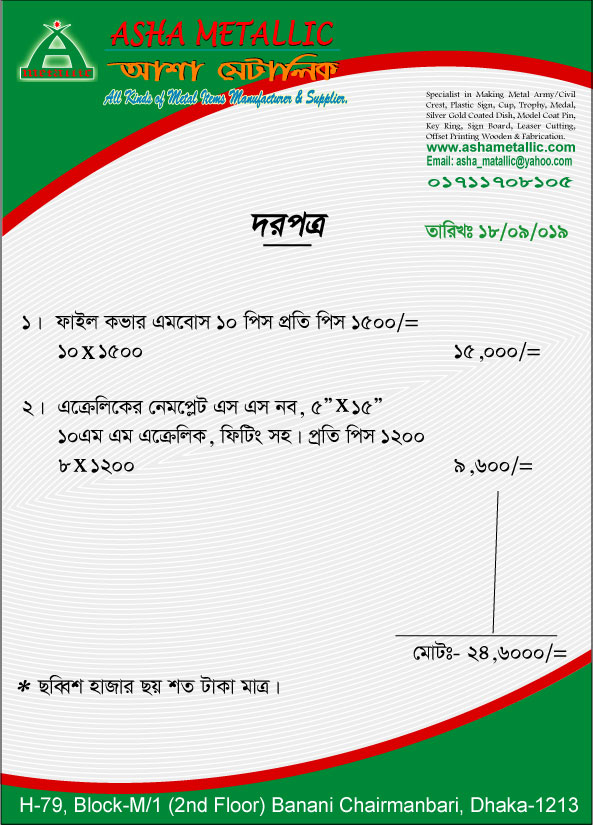 ASHA METALLIC
আশা মেটালিক
All Kinds of Metal Items Manufacturer & Supplier.
Specialist in Making Metal Army/Civil
Crest, Plastic Sign, Cup, Trophy, Medal,
Silver Gold Coated Dish, Model Coat Pin,
Key Ring, Sign Board, Leaser Cutting,
Offset Printing Wooden & Fabrication.
www.ashametallic.com
Email: asha_matallic@yahoo.com
০১৭১১৭০৮১০৫
দরপত্র
তারিখঃ ১৮/০৯/০১৯
১। ফাইল কভার এমবোস ১০ পিস প্রতি পিস ১৫০০/=
১০X১৫০০ ১৫,০০০/=
২। এক্রেলিকের নেমপ্লেট এস এস নব, ৫”X১৫”
১০এম এম এক্রেলিক, ফিটিং সহ। প্রতি পিস ১২০০
৮X১২০০ ৯,৬০০/=
মোটঃ- ২৪,৬০০০/=
* ছব্বিশ হাজার ছয় শত টাকা মাত্র।
H-79, Block-M/1 (2nd Floor) Banani Chairmanbari, Dhaka-1213